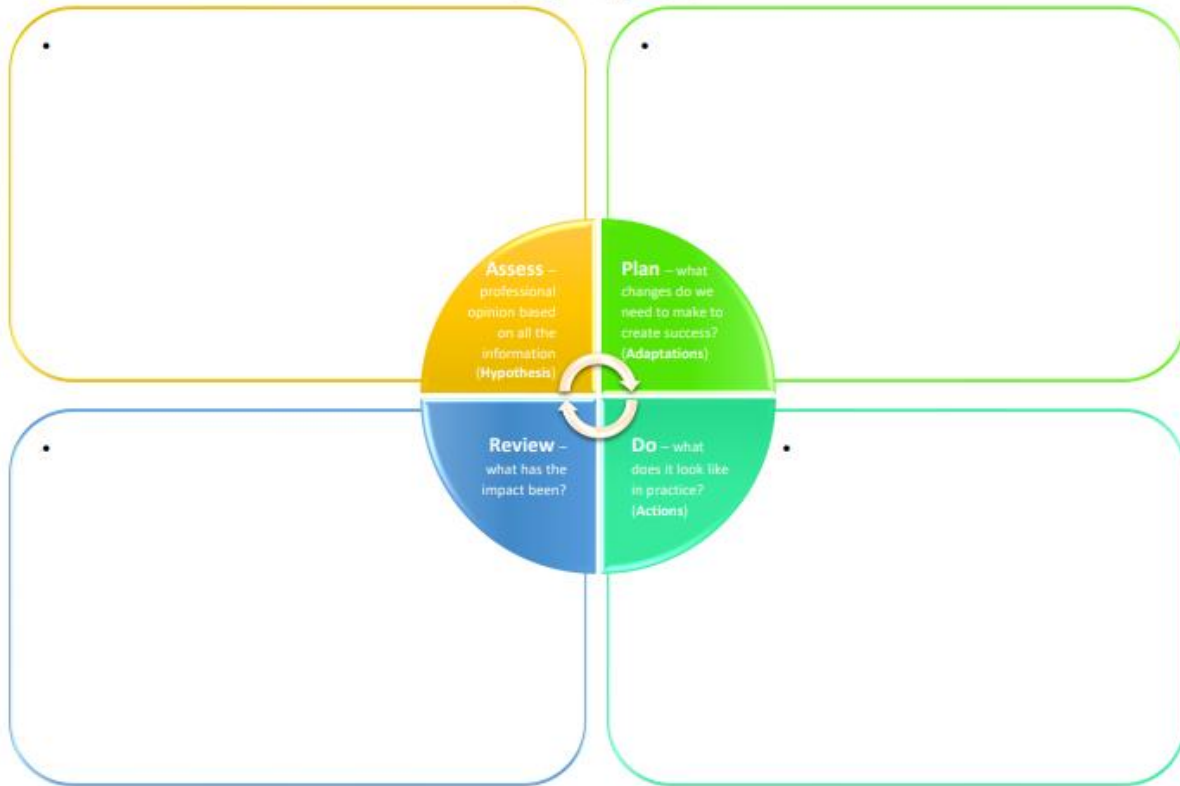 •
•
Assess –
professional
opinion based
on all the
information
(Hypothesis)
Plan – what
changes do we
need to make to
create success?
(Adaptations)
•
Review –
what has the
impact been?
Do – what
does it look like
in practice?
(Actions)
•